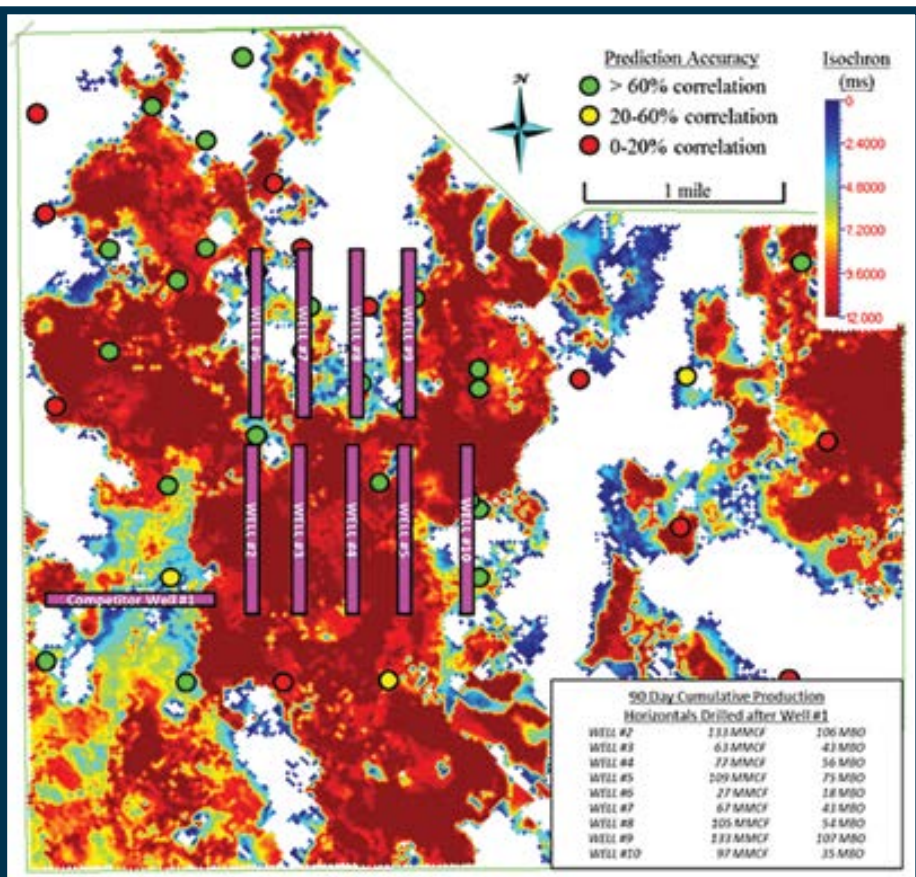 N
Prediction Accuracy
> 60% correlation
20-60% correlation
0-20% correlation
1 mile
Isochron
(ms)
0
2.4000
4.8000
7.2000
9.6000
12.000
WELL #6
WELL #7
WELL #8
WELL #9
WELL #2
WELL #3
WELL #4
WELL #5
WELL #10
Competitor Well #1
90 Day Cumulative Production
Horizontals Drilled after Well #1
WELL #2 133 MMCF 106 MBO
WELL #3 63 MMCF 43 MBO
WELL #4 77 MMCF 56 MBO
WELL #5 109 MMCF 75 MBO
WELL #6 27 MMCF 18 MBO
WELL #7 67 MMCF 43 MBO
WELL #8 105 MMCF 54 MBO
WELL #9 133 MMCF 107 MBO
WELL #10 97 MMCF 35 MBO